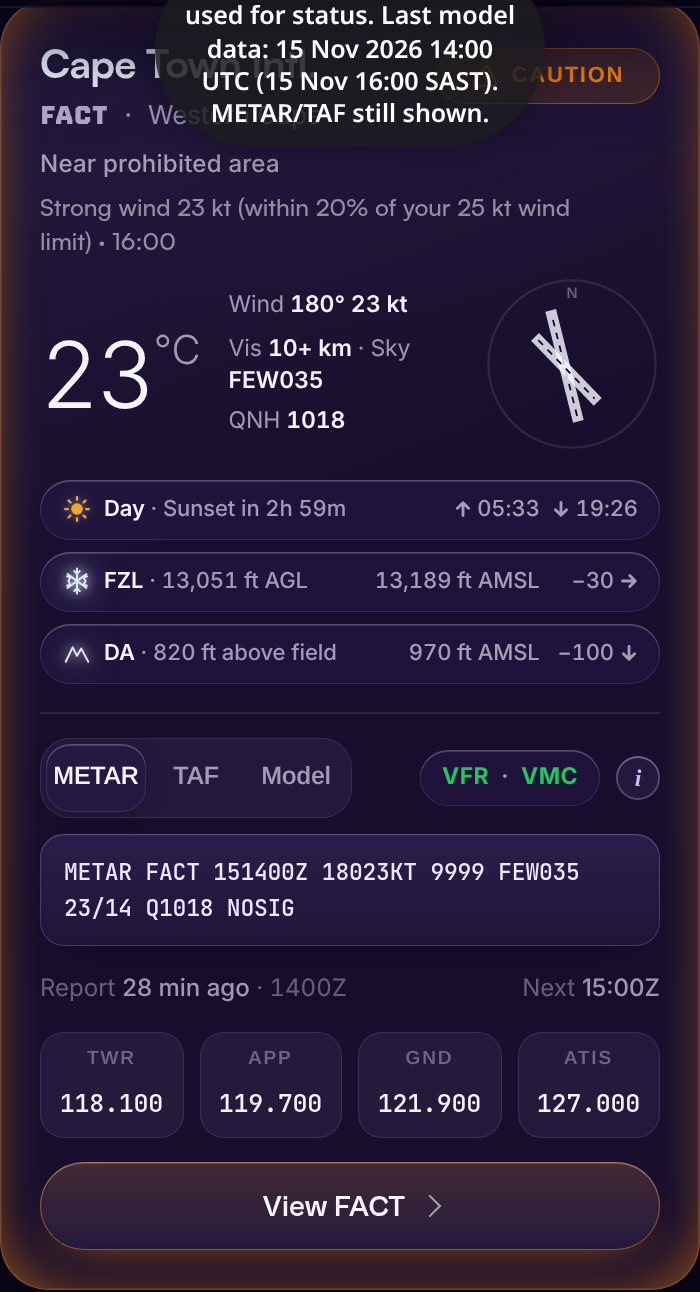 used for status. Last model
data: 15 Nov 2026 14:00
UTC (15 Nov 16:00 SAST).
METAR/TAF still shown.
Cape Town Intl
CAUTION
FACT ·
Near prohibited area
Strong wind 23 kt (within 20% of your 25 kt wind
limit) • 16:00
23°C
Wind 180° 23 kt
Vis 10+ km · Sky
FEW035
QNH 1018
N
Day · Sunset in 2h 59m ↑ 05:33 ↓ 19:26
FZL · 13,051 ft AGL 13,189 ft AMSL −30 →
DA · 820 ft above field 970 ft AMSL −100 ↓
METAR TAF Model VFR · VMC i
METAR FACT 151400Z 18023KT 9999 FEW035
23/14 Q1018 NOSIG
Report 28 min ago · 1400Z Next 15:00Z
TWR APP GND ATIS
118.100 119.700 121.900 127.000
View FACT >